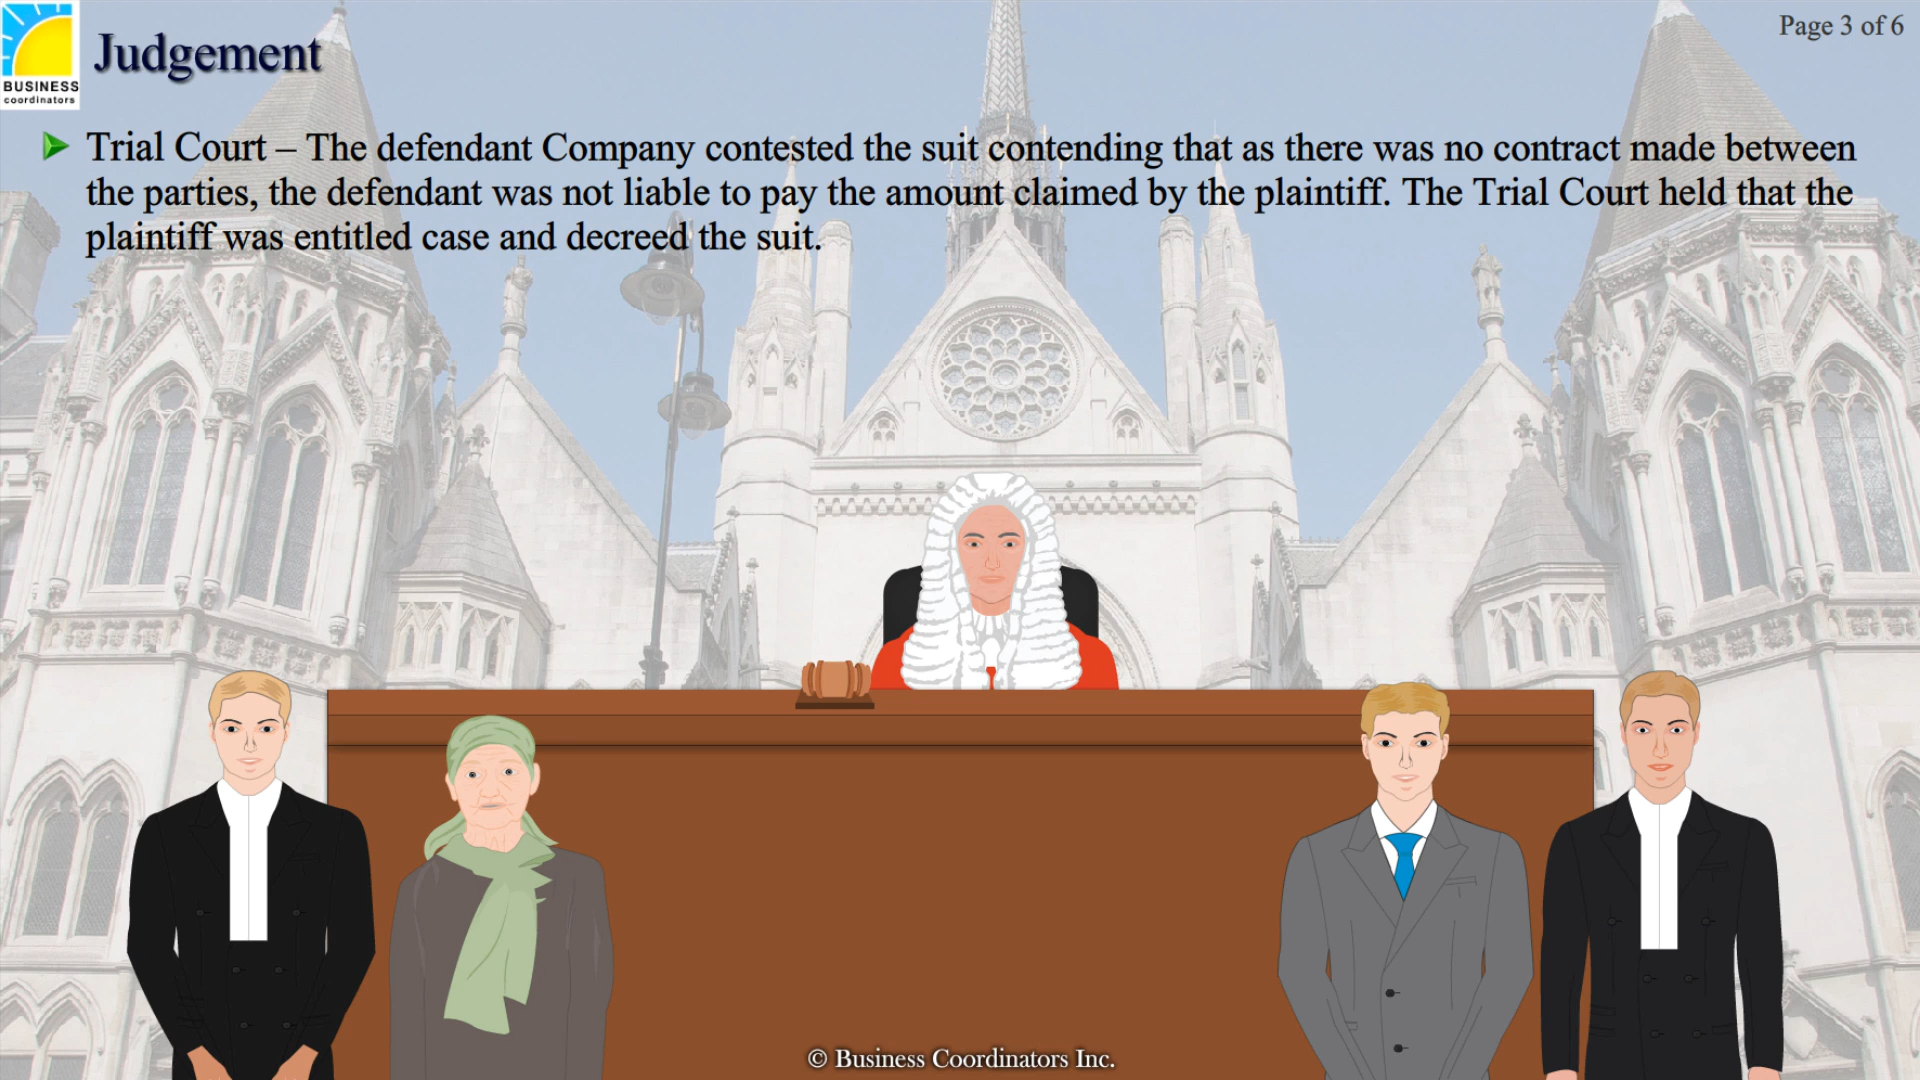 BUSINESS
coordinators
Judgement
Page 3 of 6
Trial Court – The defendant Company contested the suit contending that as there was no contract made between
the parties, the defendant was not liable to pay the amount claimed by the plaintiff. The Trial Court held that the
plaintiff was entitled case and decreed the suit.
© Business Coordinators Inc.